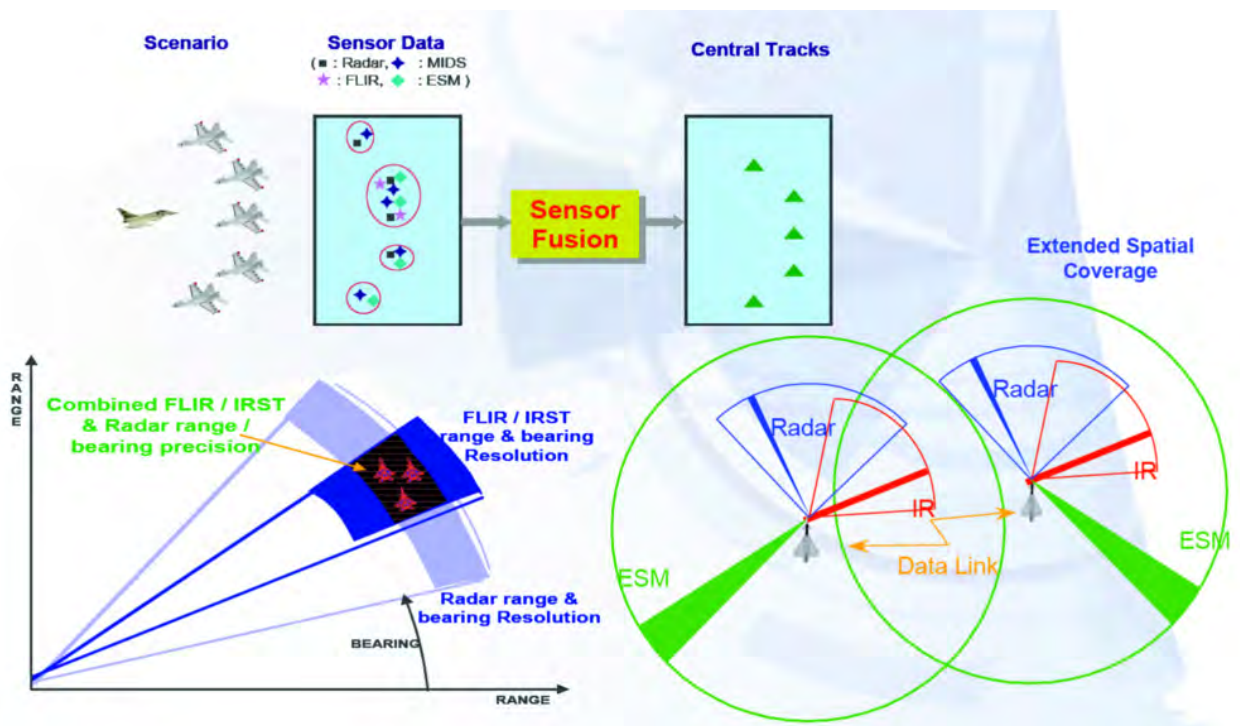 Scenario
Sensor Data
( ■ : Radar, ✦ : MIDS
★ : FLIR, ◆ : ESM )
Central Tracks
Sensor
Fusion
Extended Spatial
Coverage
RANGE
Combined FLIR / IRST
& Radar range /
bearing precision
FLIR / IRST
range & bearing
Resolution
Radar range &
bearing Resolution
BEARING
RANGE
Radar
IR
ESM
Data Link
Radar
IR
ESM